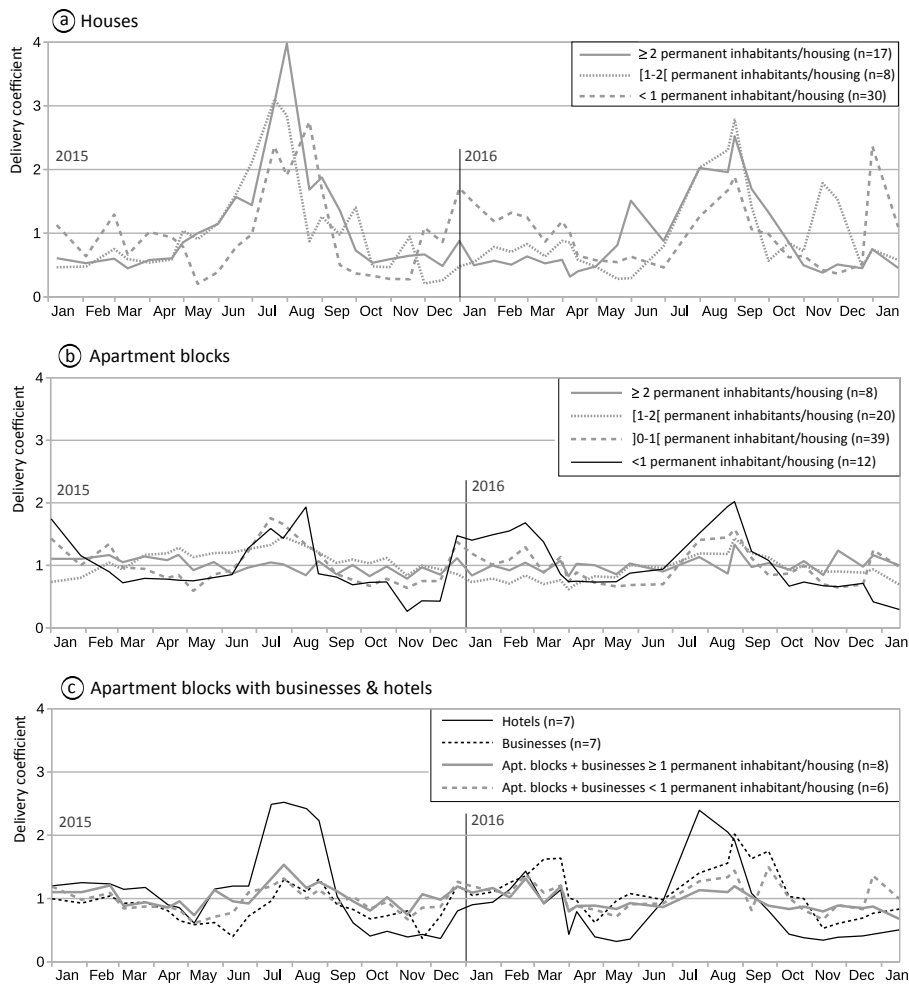 a Houses
Delivery coefficient
4
3
2
1
0
≥ 2 permanent inhabitants/housing (n=17)
[1-2[ permanent inhabitants/housing (n=8)
< 1 permanent inhabitant/housing (n=30)
2015
2016
Jan Feb Mar Apr May Jun Jul Aug Sep Oct Nov Dec Jan Feb Mar Apr May Jun Jul Aug Sep Oct Nov Dec Jan
b Apartment blocks
Delivery coefficient
4
3
2
1
0
≥ 2 permanent inhabitants/housing (n=8)
[1-2[ permanent inhabitants/housing (n=20)
]0-1[ permanent inhabitant/housing (n=39)
<1 permanent inhabitant/housing (n=12)
2015
2016
Jan Feb Mar Apr May Jun Jul Aug Sep Oct Nov Dec Jan Feb Mar Apr May Jun Jul Aug Sep Oct Nov Dec Jan
c Apartment blocks with businesses & hotels
Delivery coefficient
4
3
2
1
0
Hotels (n=7)
Businesses (n=7)
Apt. blocks + businesses ≥ 1 permanent inhabitant/housing (n=8)
Apt. blocks + businesses < 1 permanent inhabitant/housing (n=6)
2015
2016
Jan Feb Mar Apr May Jun Jul Aug Sep Oct Nov Dec Jan Feb Mar Apr May Jun Jul Aug Sep Oct Nov Dec Jan